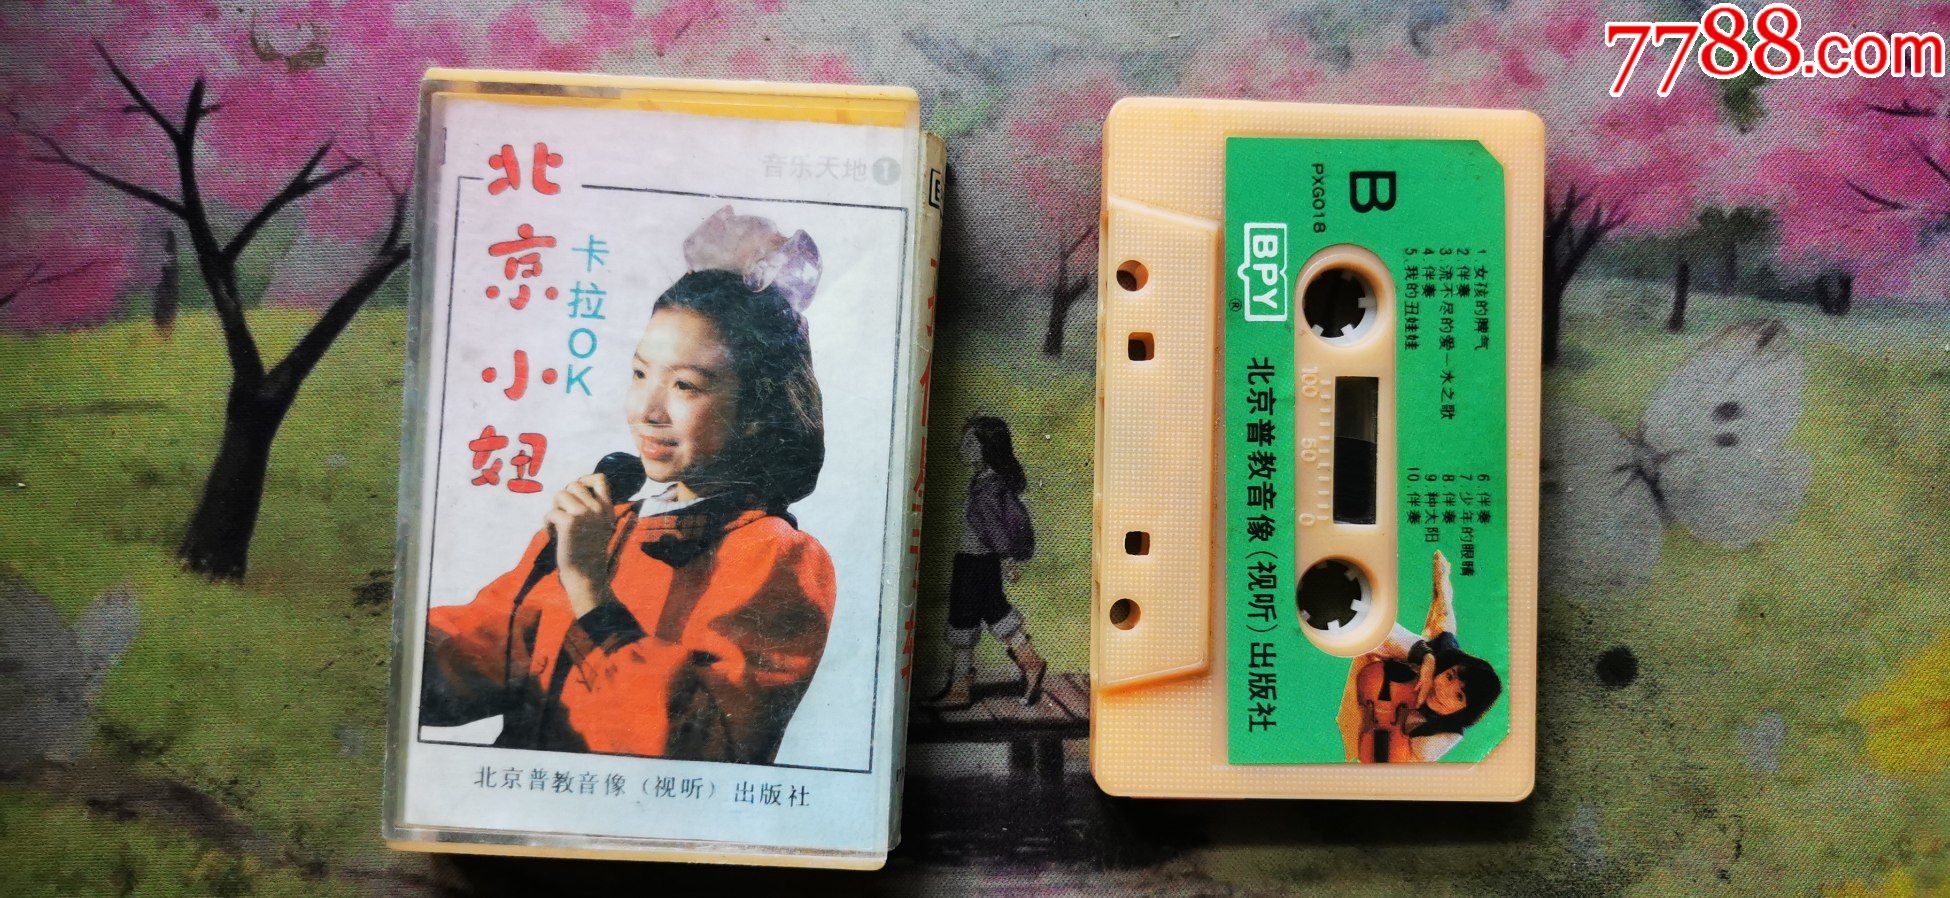 7788.com
音乐天地1
北京小妞
卡拉OK
北京普教音像（视听）出版社
B
PXG018
BPY
®
1.女孩的脾气
2 伴奏
3 流不尽的爱—水之歌
4 伴奏
5.我的丑娃娃
6 伴奏
7.少年的眼睛
8 伴奏
9 种太阳
10.伴奏
100 50 0
北京普教音像(视听)出版社